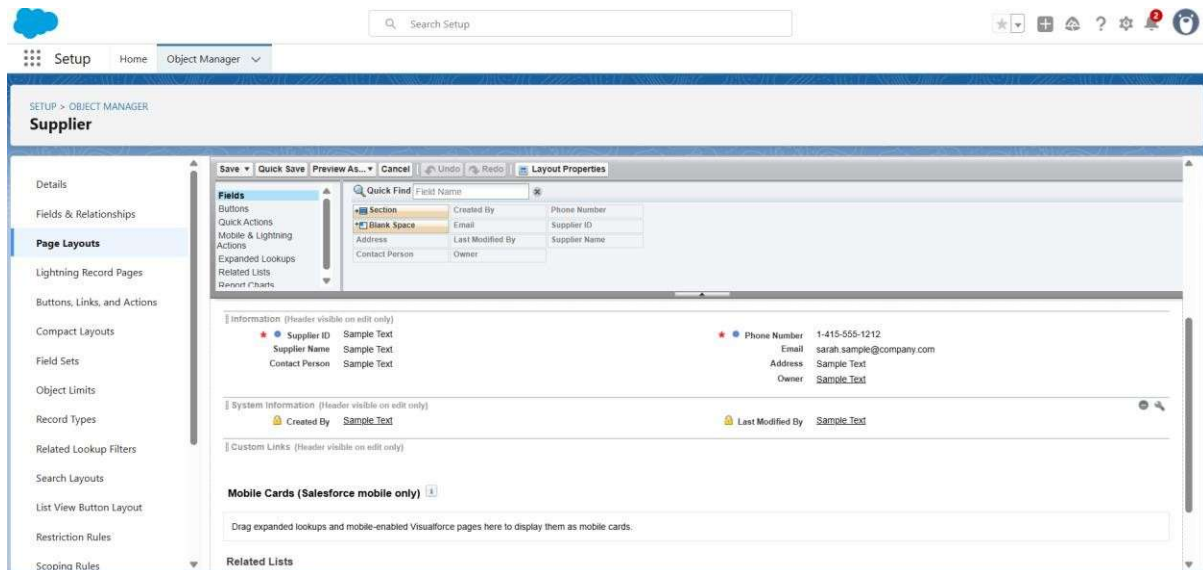 Search Setup
2
Setup Home Object Manager
SETUP > OBJECT MANAGER
Supplier
Details
Fields & Relationships
Page Layouts
Lightning Record Pages
Buttons, Links, and Actions
Compact Layouts
Field Sets
Object Limits
Record Types
Related Lookup Filters
Search Layouts
List View Button Layout
Restriction Rules
Scoping Rules
Save Quick Save Preview As... Cancel Undo Redo Layout Properties
Fields
Buttons
Quick Actions
Mobile & Lightning
Actions
Expanded Lookups
Related Lists
Report Charts
Quick Find Field Name
Section Created By Phone Number
Blank Space Email Supplier ID
Address Last Modified By Supplier Name
Contact Person Owner
Information (Header visible on edit only)
Supplier ID Sample Text Phone Number 1-415-555-1212
Supplier Name Sample Text Email sarah.sample@company.com
Contact Person Sample Text Address Sample Text
Owner Sample Text
System Information (Header visible on edit only)
Created By Sample Text Last Modified By Sample Text
Custom Links (Header visible on edit only)
Mobile Cards (Salesforce mobile only) i
Drag expanded lookups and mobile-enabled Visualforce pages here to display them as mobile cards.
Related Lists